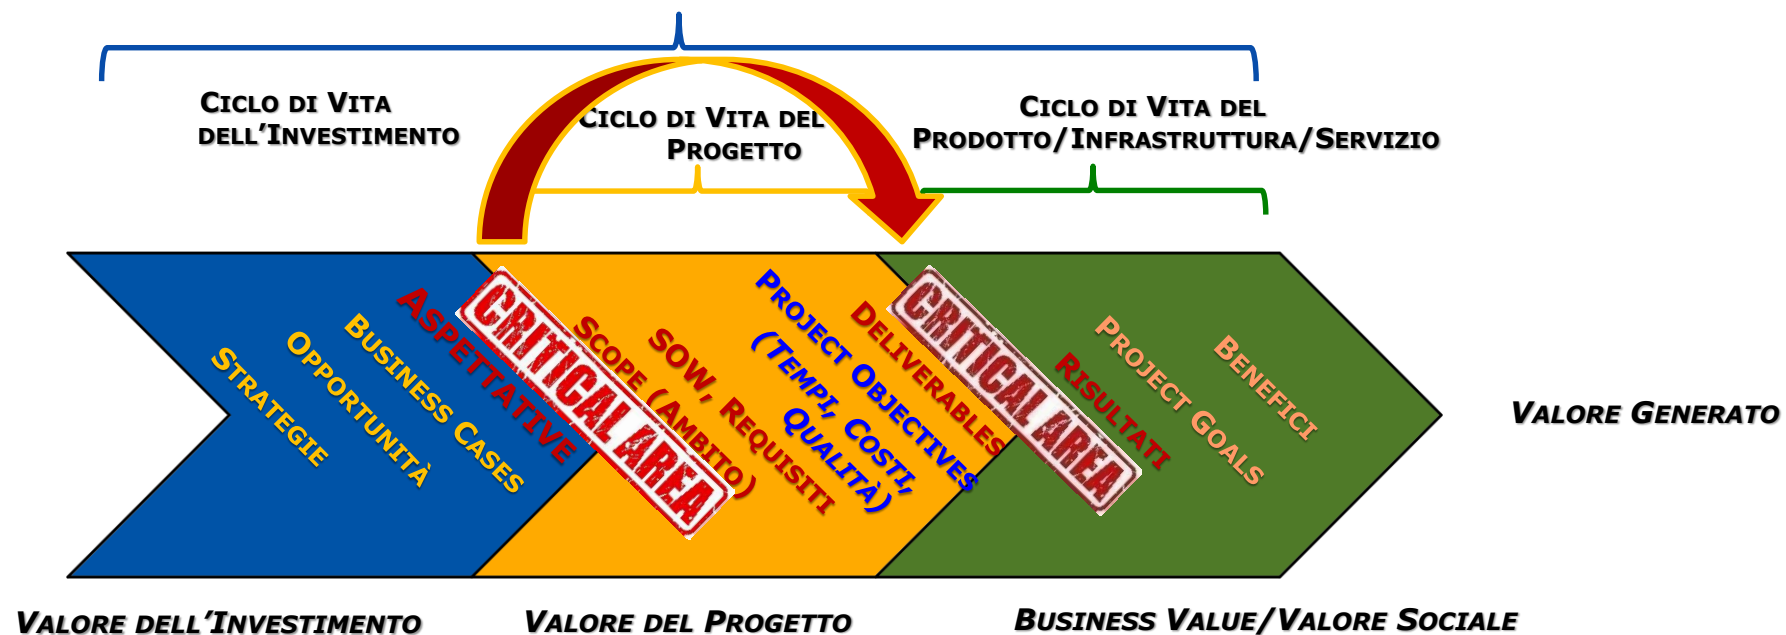 CICLO DI VITA
DELL'INVESTIMENTO
CICLO DI VITA DEL
PROGETTO
CICLO DI VITA DEL
PRODOTTO/INFRASTRUTTURA/SERVIZIO
STRATEGIE
OPPORTUNITÀ
BUSINESS CASES
ASPETTATIVE
CRITICAL AREA
SCOPE (AMBITO)
SOW, REQUISITI
PROJECT OBJECTIVES
(TEMPI, COSTI,
QUALITÀ)
DELIVERABLES
CRITICAL AREA
RISULTATI
PROJECT GOALS
BENEFICI
VALORE GENERATO
VALORE DELL'INVESTIMENTO
VALORE DEL PROGETTO
BUSINESS VALUE/VALORE SOCIALE